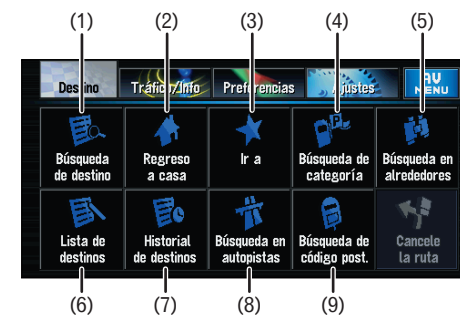 (1) (2) (3) (4) (5)
Destino Tráfico/Info Preferencias Ajustes AV
MENU
Búsqueda
de destino
Regreso
a casa
Ir a
Búsqueda de
categoría
Búsqueda en
alrededores
Lista de
destinos
Historial
de destinos
Búsqueda en
autopistas
Búsqueda de
código post.
Cancele
la ruta
(6) (7) (8) (9)